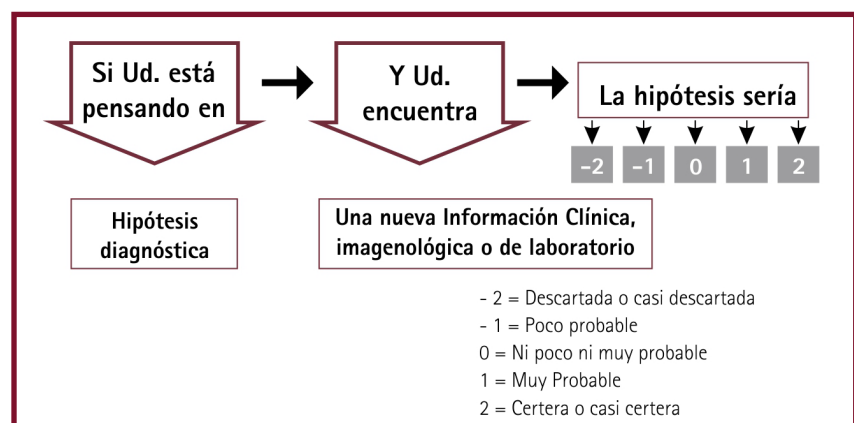 Si Ud. está
pensando en
Y Ud.
encuentra
La hipótesis sería
-2 -1 0 1 2
Hipótesis
diagnóstica
Una nueva Información Clínica,
imagenológica o de laboratorio
- 2 = Descartada o casi descartada
- 1 = Poco probable
0 = Ni poco ni muy probable
1 = Muy Probable
2 = Certera o casi certera